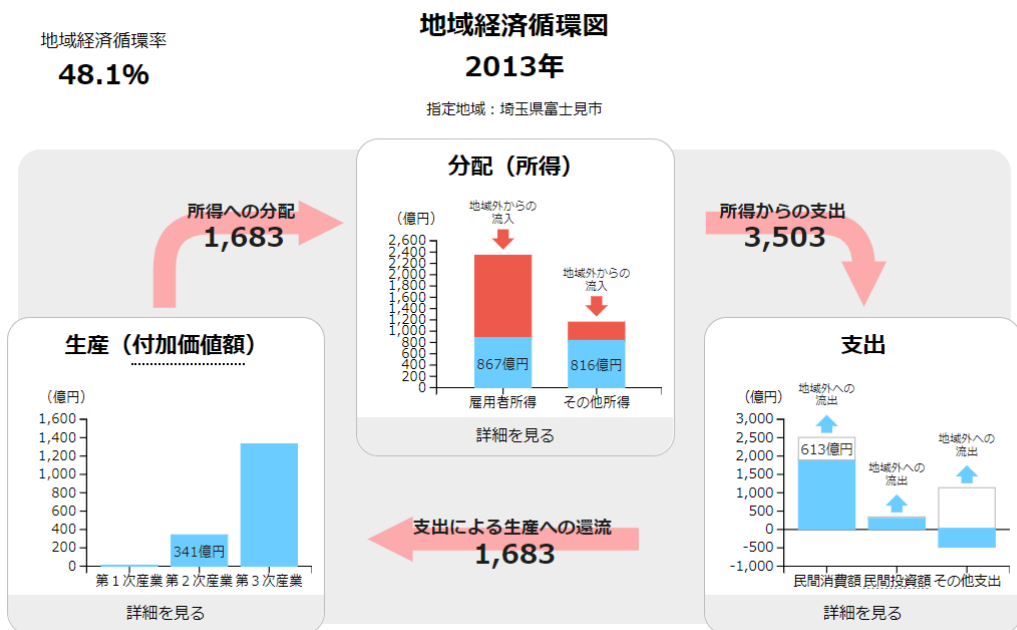 地域経済循環図
2013年
指定地域：埼玉県富士見市
地域経済循環率
48.1%
所得への分配
1,683
分配（所得）
（億円）
地域外からの
流入
地域外からの
流入
2,600
2,400
2,200
2,000
1,800
1,600
1,400
1,200
1,000
800
600
400
200
0
867億円
816億円
雇用者所得
その他所得
詳細を見る
所得からの支出
3,503
生産（付加価値額）
（億円）
1,600
1,400
1,200
1,000
800
600
400
200
0
341億円
第１次産業
第２次産業
第３次産業
詳細を見る
支出による生産への還流
1,683
支出
（億円）
地域外への
流出
地域外への
流出
地域外への
流出
3,000
2,500
2,000
1,500
1,000
500
0
-500
-1,000
613億円
民間消費額
民間投資額
その他支出
詳細を見る